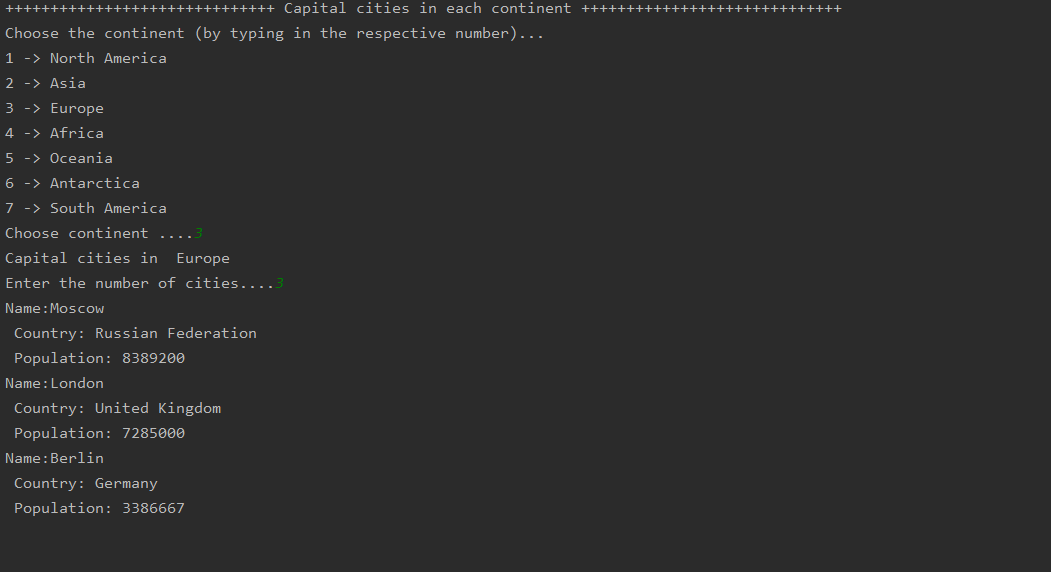 ++++++++++++++++++++++++++++++ Capital cities in each continent +++++++++++++++++++++++++++++
Choose the continent (by typing in the respective number)...
1 -> North America
2 -> Asia
3 -> Europe
4 -> Africa
5 -> Oceania
6 -> Antarctica
7 -> South America
Choose continent ....3
Capital cities in  Europe
Enter the number of cities....3
Name:Moscow
 Country: Russian Federation
 Population: 8389200
Name:London
 Country: United Kingdom
 Population: 7285000
Name:Berlin
 Country: Germany
 Population: 3386667